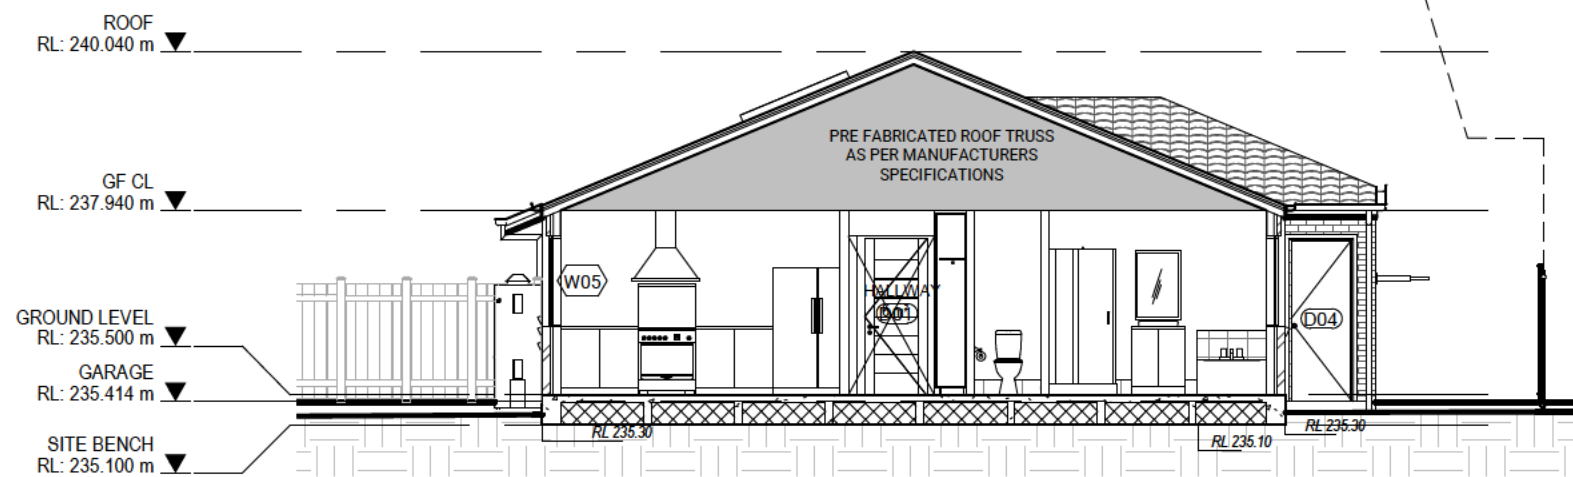 ROOF
RL: 240.040 m
PRE FABRICATED ROOF TRUSS
AS PER MANUFACTURERS
SPECIFICATIONS
GF CL
RL: 237.940 m
W05
HALLWAY
D04
GROUND LEVEL
RL: 235.500 m
GARAGE
RL: 235.414 m
SITE BENCH
RL: 235.100 m
RL 235.30
RL 235.10
RL 235.30